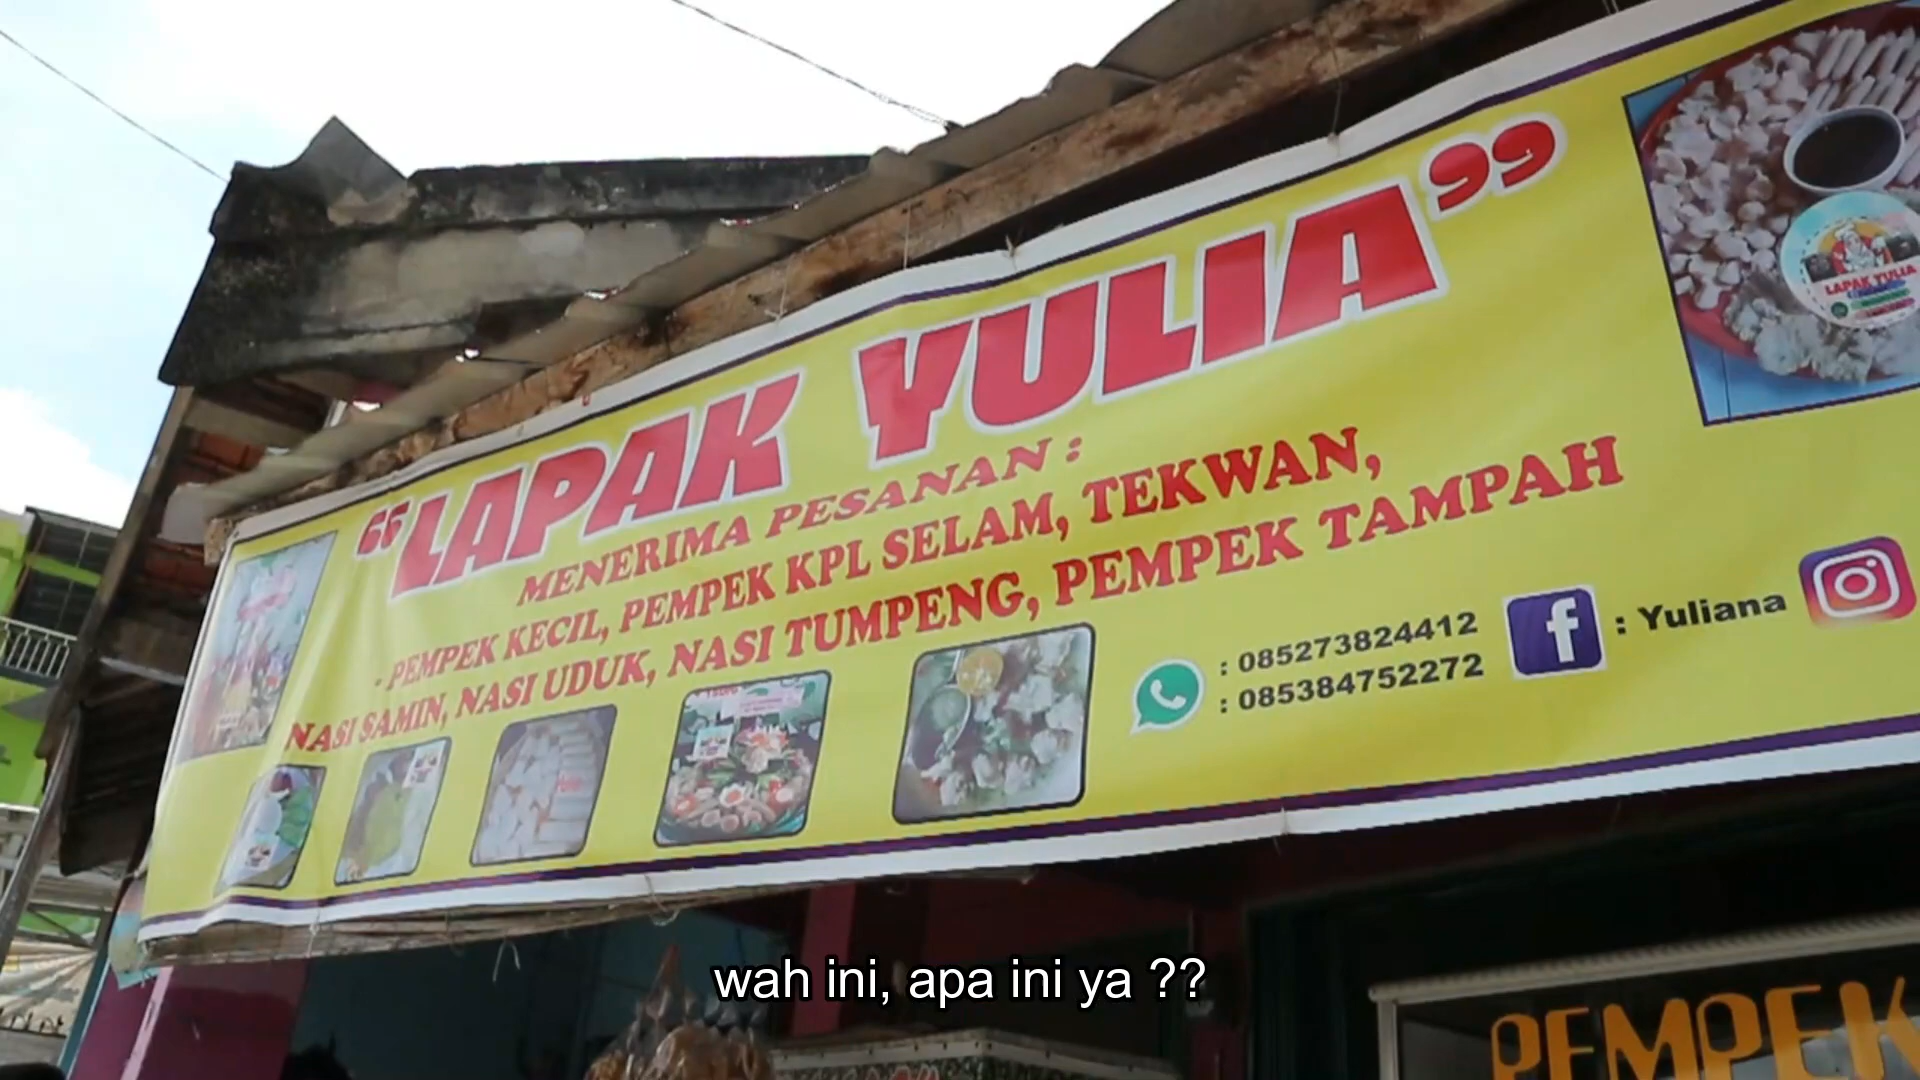 “LAPAK YULIA”
MENERIMA PESANAN :
- PEMPEK KECIL, PEMPEK KPL SELAM, TEKWAN,
NASI SAMIN, NASI UDUK, NASI TUMPENG, PEMPEK TAMPAH
: 085273824412
: 085384752272
: Yuliana
LAPAK YULIA
wah ini, apa ini ya ??
PEMPEK